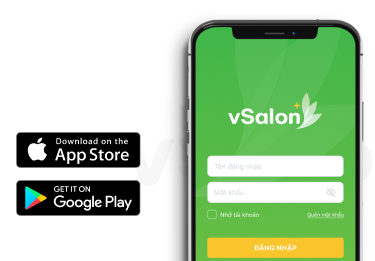 vSalon
Tên đăng nhập
Mật khẩu
Nhớ tài khoản
Quên mật khẩu
ĐĂNG NHẬP
Download on the
App Store
GET IT ON
Google Play